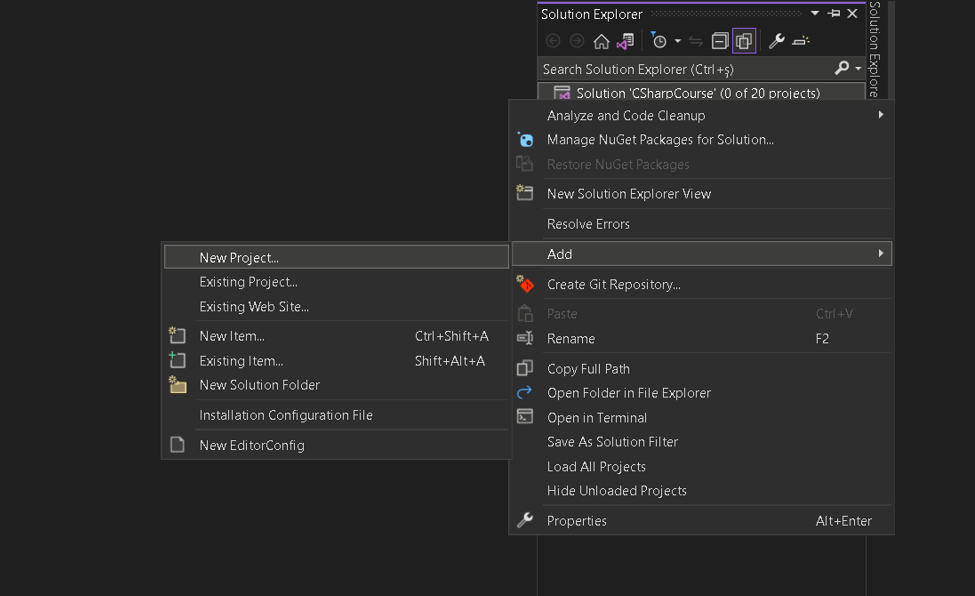 Solution Explorer
Search Solution Explorer (Ctrl+ş)
Solution 'CSharpCourse' (0 of 20 projects)
Solution Explore
Analyze and Code Cleanup
Manage NuGet Packages for Solution...
Restore NuGet Packages
New Solution Explorer View
Resolve Errors
Add
Create Git Repository...
Paste Ctrl+V
Rename F2
Copy Full Path
Open Folder in File Explorer
Open in Terminal
Save As Solution Filter
Load All Projects
Hide Unloaded Projects
Properties Alt+Enter
New Project...
Existing Project...
Existing Web Site...
New Item... Ctrl+Shift+A
Existing Item... Shift+Alt+A
New Solution Folder
Installation Configuration File
New EditorConfig